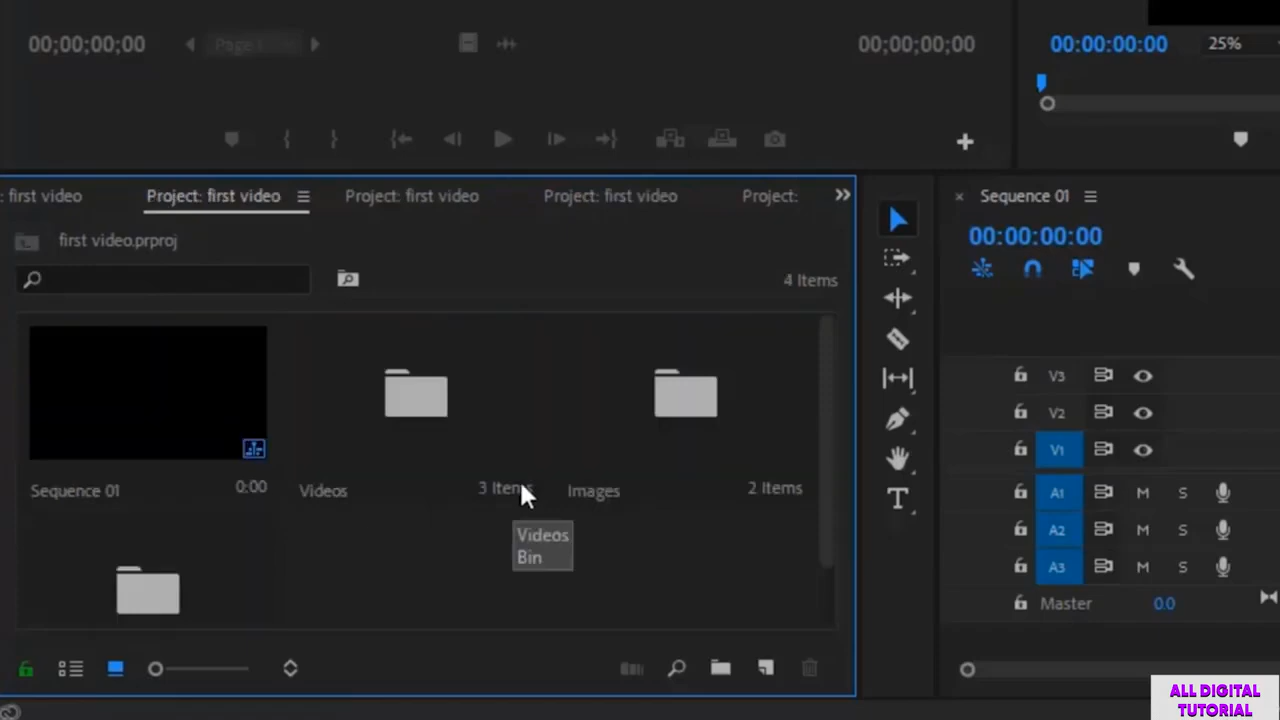 00;00;00;00
Page
00;00;00;00
00:00:00:00
25%
: first video
Project: first video
Project: first video
Project: first video
Project:
first video.prproj
4 Items
Sequence 01
0:00
Videos
3 Items
Images
2 Items
Videos
Bin
Sequence 01
00:00:00:00
V3
V2
V1
A1
M
S
A2
M
S
A3
M
S
Master
0.0
T
ALL DIGITAL
TUTORIAL